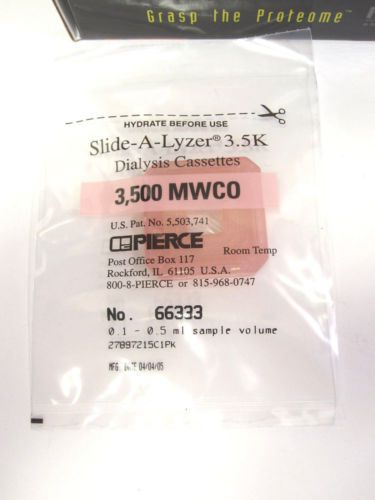 Grasp the Proteome™
HYDRATE BEFORE USE
Slide-A-Lyzer® 3.5K
Dialysis Cassettes
3,500 MWCO
U.S. Pat. No. 5,503,741
PIERCE
Room Temp
Post Office Box 117
Rockford, IL 61105 U.S.A.
800-8-PIERCE or 815-968-0747
No. 66333
0.1 - 0.5 ml sample volume
27897215C1PK
MFG. DATE 04/04/05